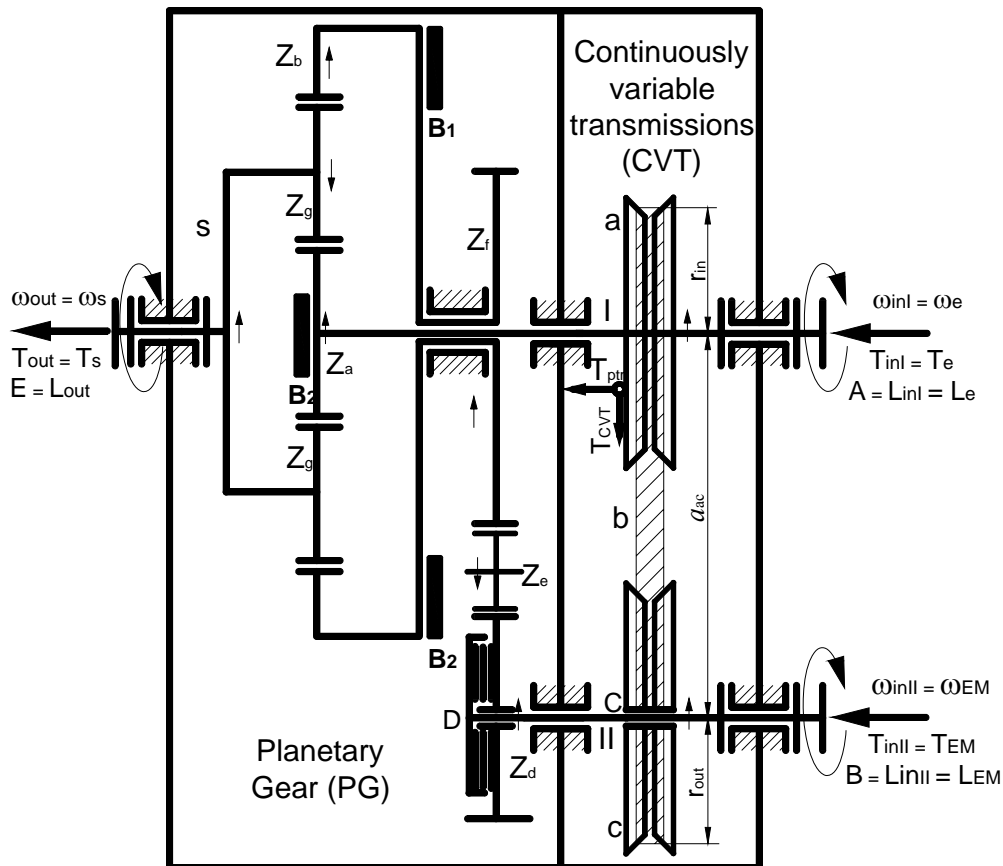 Continuously
variable
transmissions
(CVT)
Zb
B1
a
s
Zg
Zf
rin
ωout = ωs
Tout = Ts
E = Lout
I
ωinI = ωe
TinI = Te
A = LinI = Le
Za
B2
Tptr
TCVT
Zg
b
aac
Ze
B2
D
C
II
Zd
ωinII = ωEM
TinII = TEM
B = LinII = LEM
rout
c
Planetary
Gear (PG)